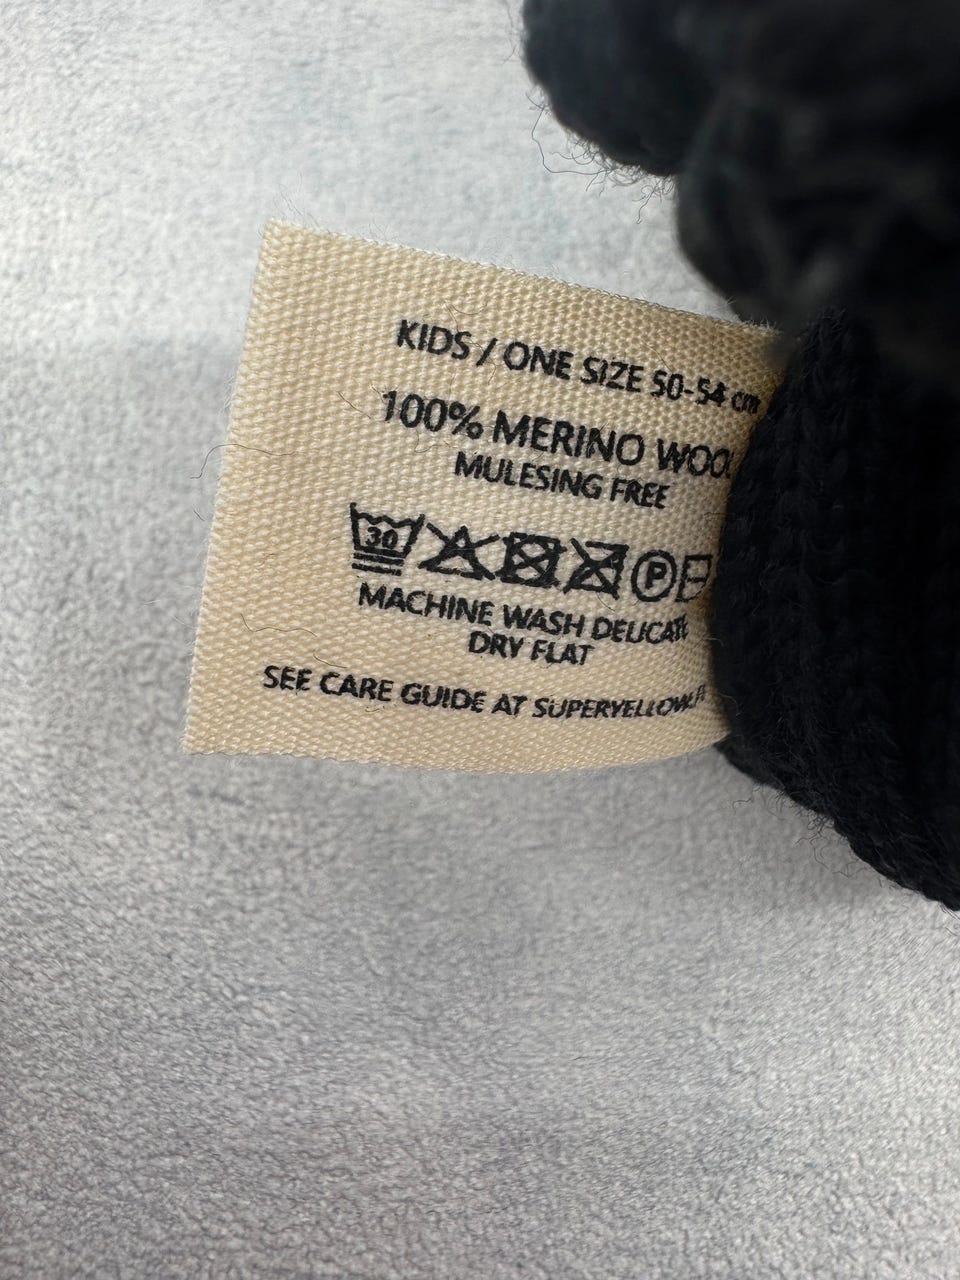 KIDS / ONE SIZE 50-54 cm
100% MERINO WOOL
MULESING FREE
30 P
MACHINE WASH DELICATE
DRY FLAT
SEE CARE GUIDE AT SUPERYELLOW.FI